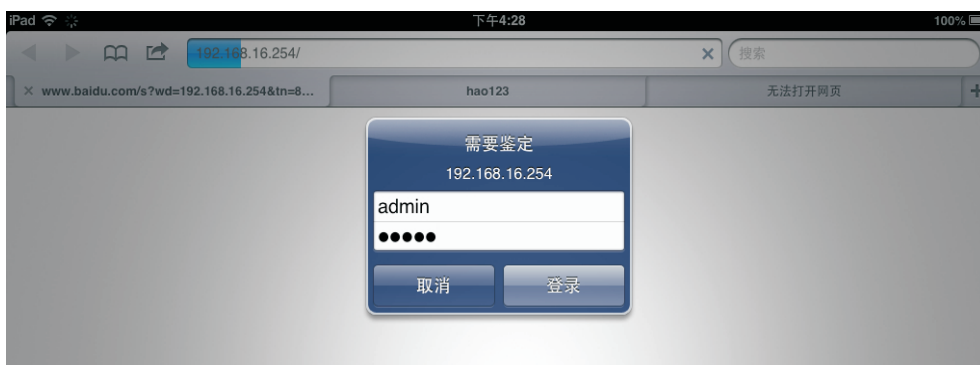 iPad 下午4:28 100%
192.168.16.254/ 搜索
www.baidu.com/s?wd=192.168.16.254&tn=8... hao123 无法打开网页
需要鉴定
192.168.16.254
admin
●●●●●
取消 登录